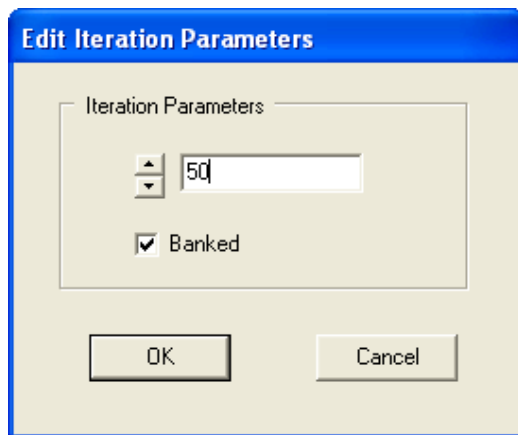 Edit Iteration Parameters
Iteration Parameters
50
Banked
OK Cancel